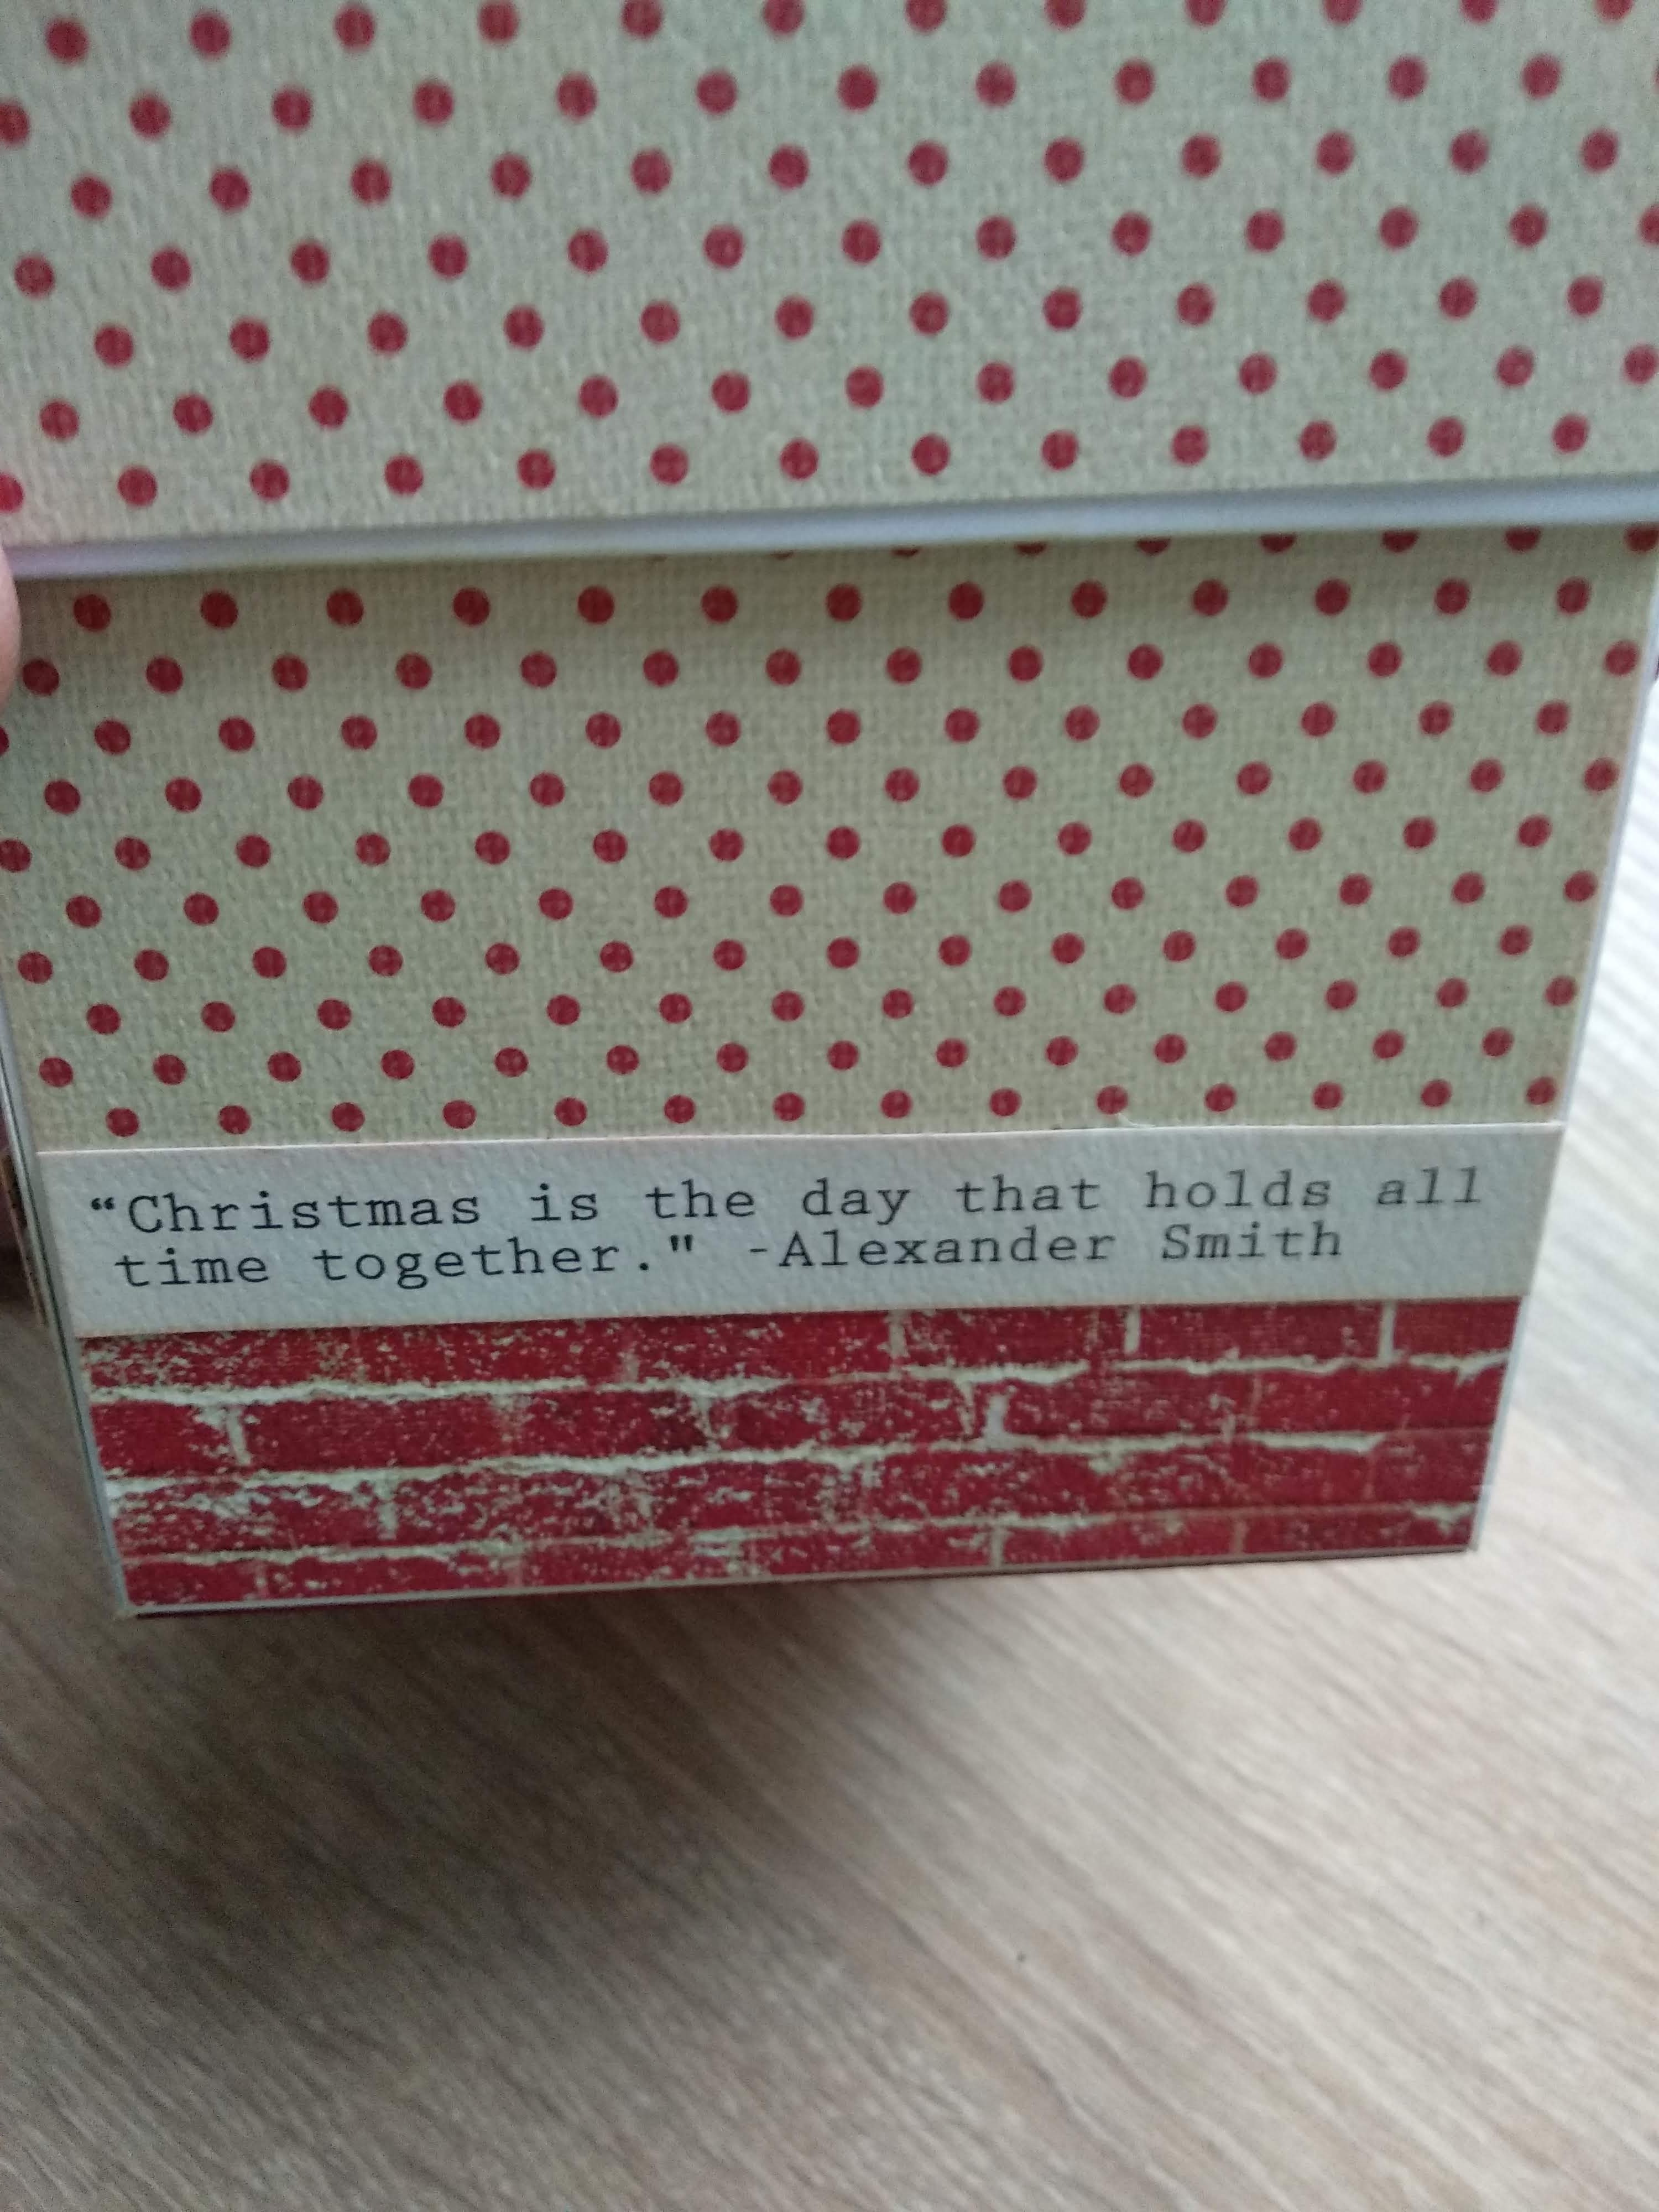 “Christmas is the day that holds all
time together." -Alexander Smith